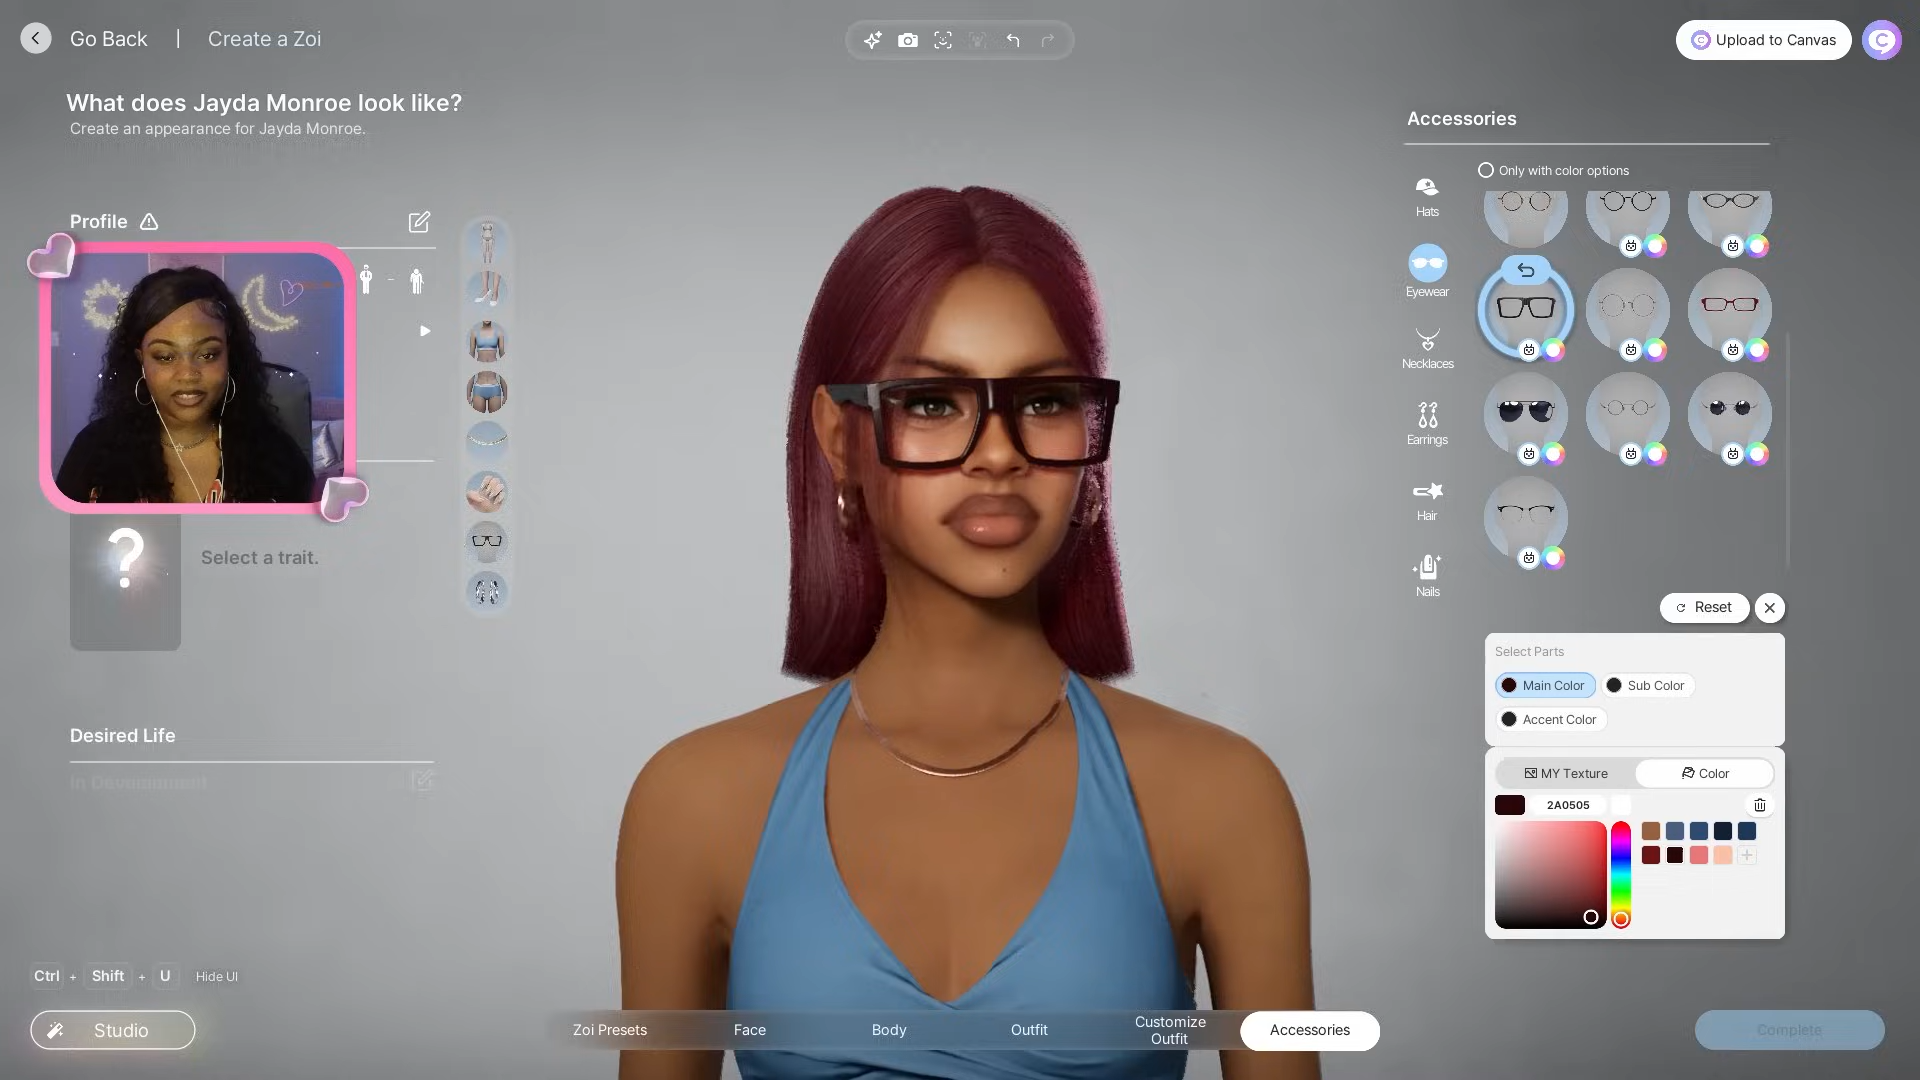 Go Back | Create a Zoi
Upload to Canvas
What does Jayda Monroe look like?
Create an appearance for Jayda Monroe.
Profile
?
Select a trait.
Desired Life
In Development
Ctrl + Shift + U Hide UI
Studio
Zoi Presets
Face
Body
Outfit
Customize
Outfit
Accessories
Accessories
Only with color options
Hats
Eyewear
Necklaces
Earrings
Hair
Nails
Reset
Select Parts
Main Color
Sub Color
Accent Color
MY Texture
Color
2A0505
Complete